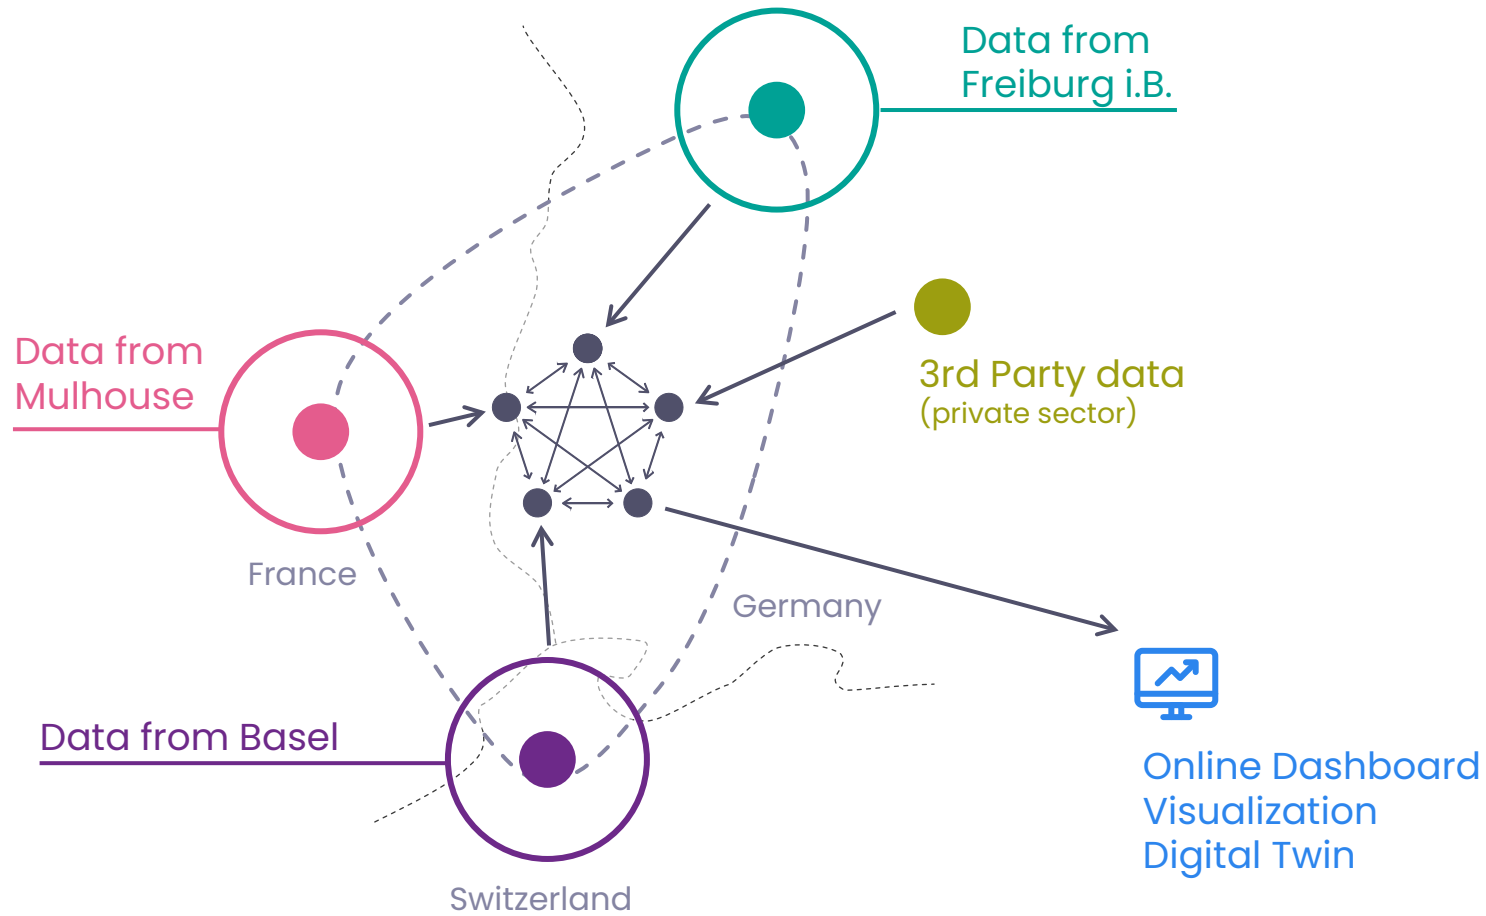 Data from
Freiburg i.B.
Data from
Mulhouse
3rd Party data
(private sector)
France
Germany
Data from Basel
Online Dashboard
Visualization
Digital Twin
Switzerland